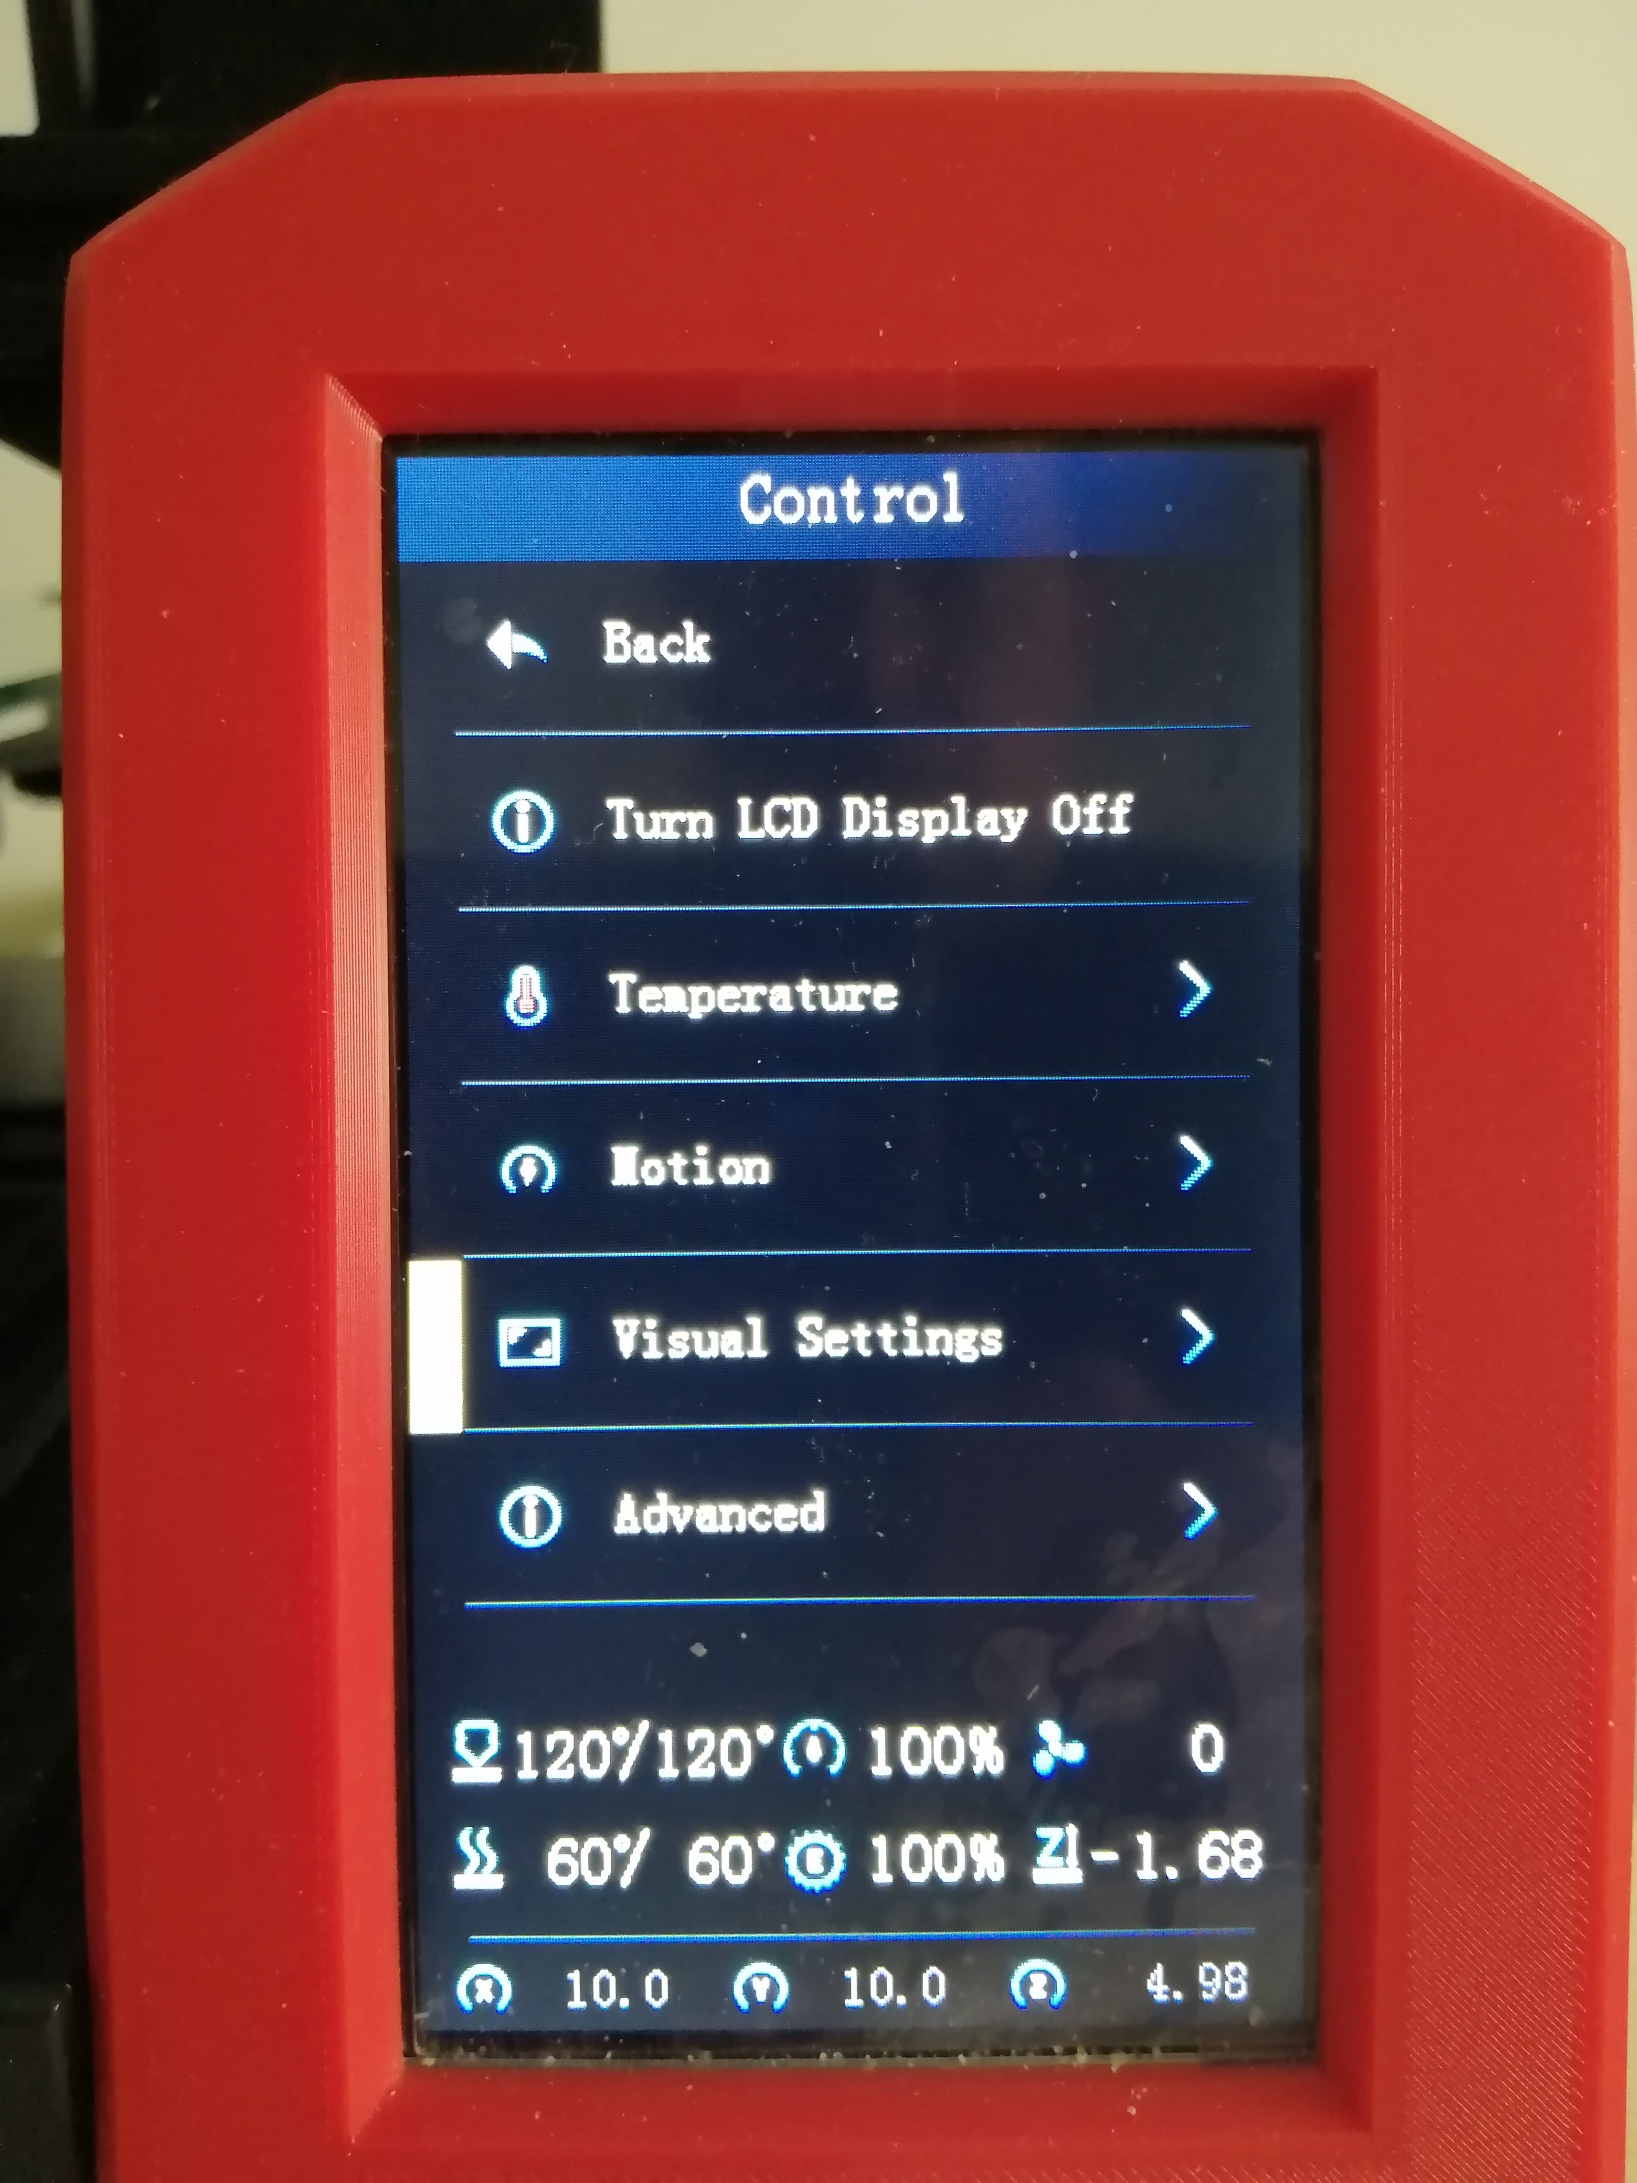 Control
Back
Turn LCD Display Off
Temperature
Motion
Visual Settings
Advanced
120°/120° 100% 0
60°/ 60° E 100% Z -1.68
X 10.0 Y 10.0 Z 4.98